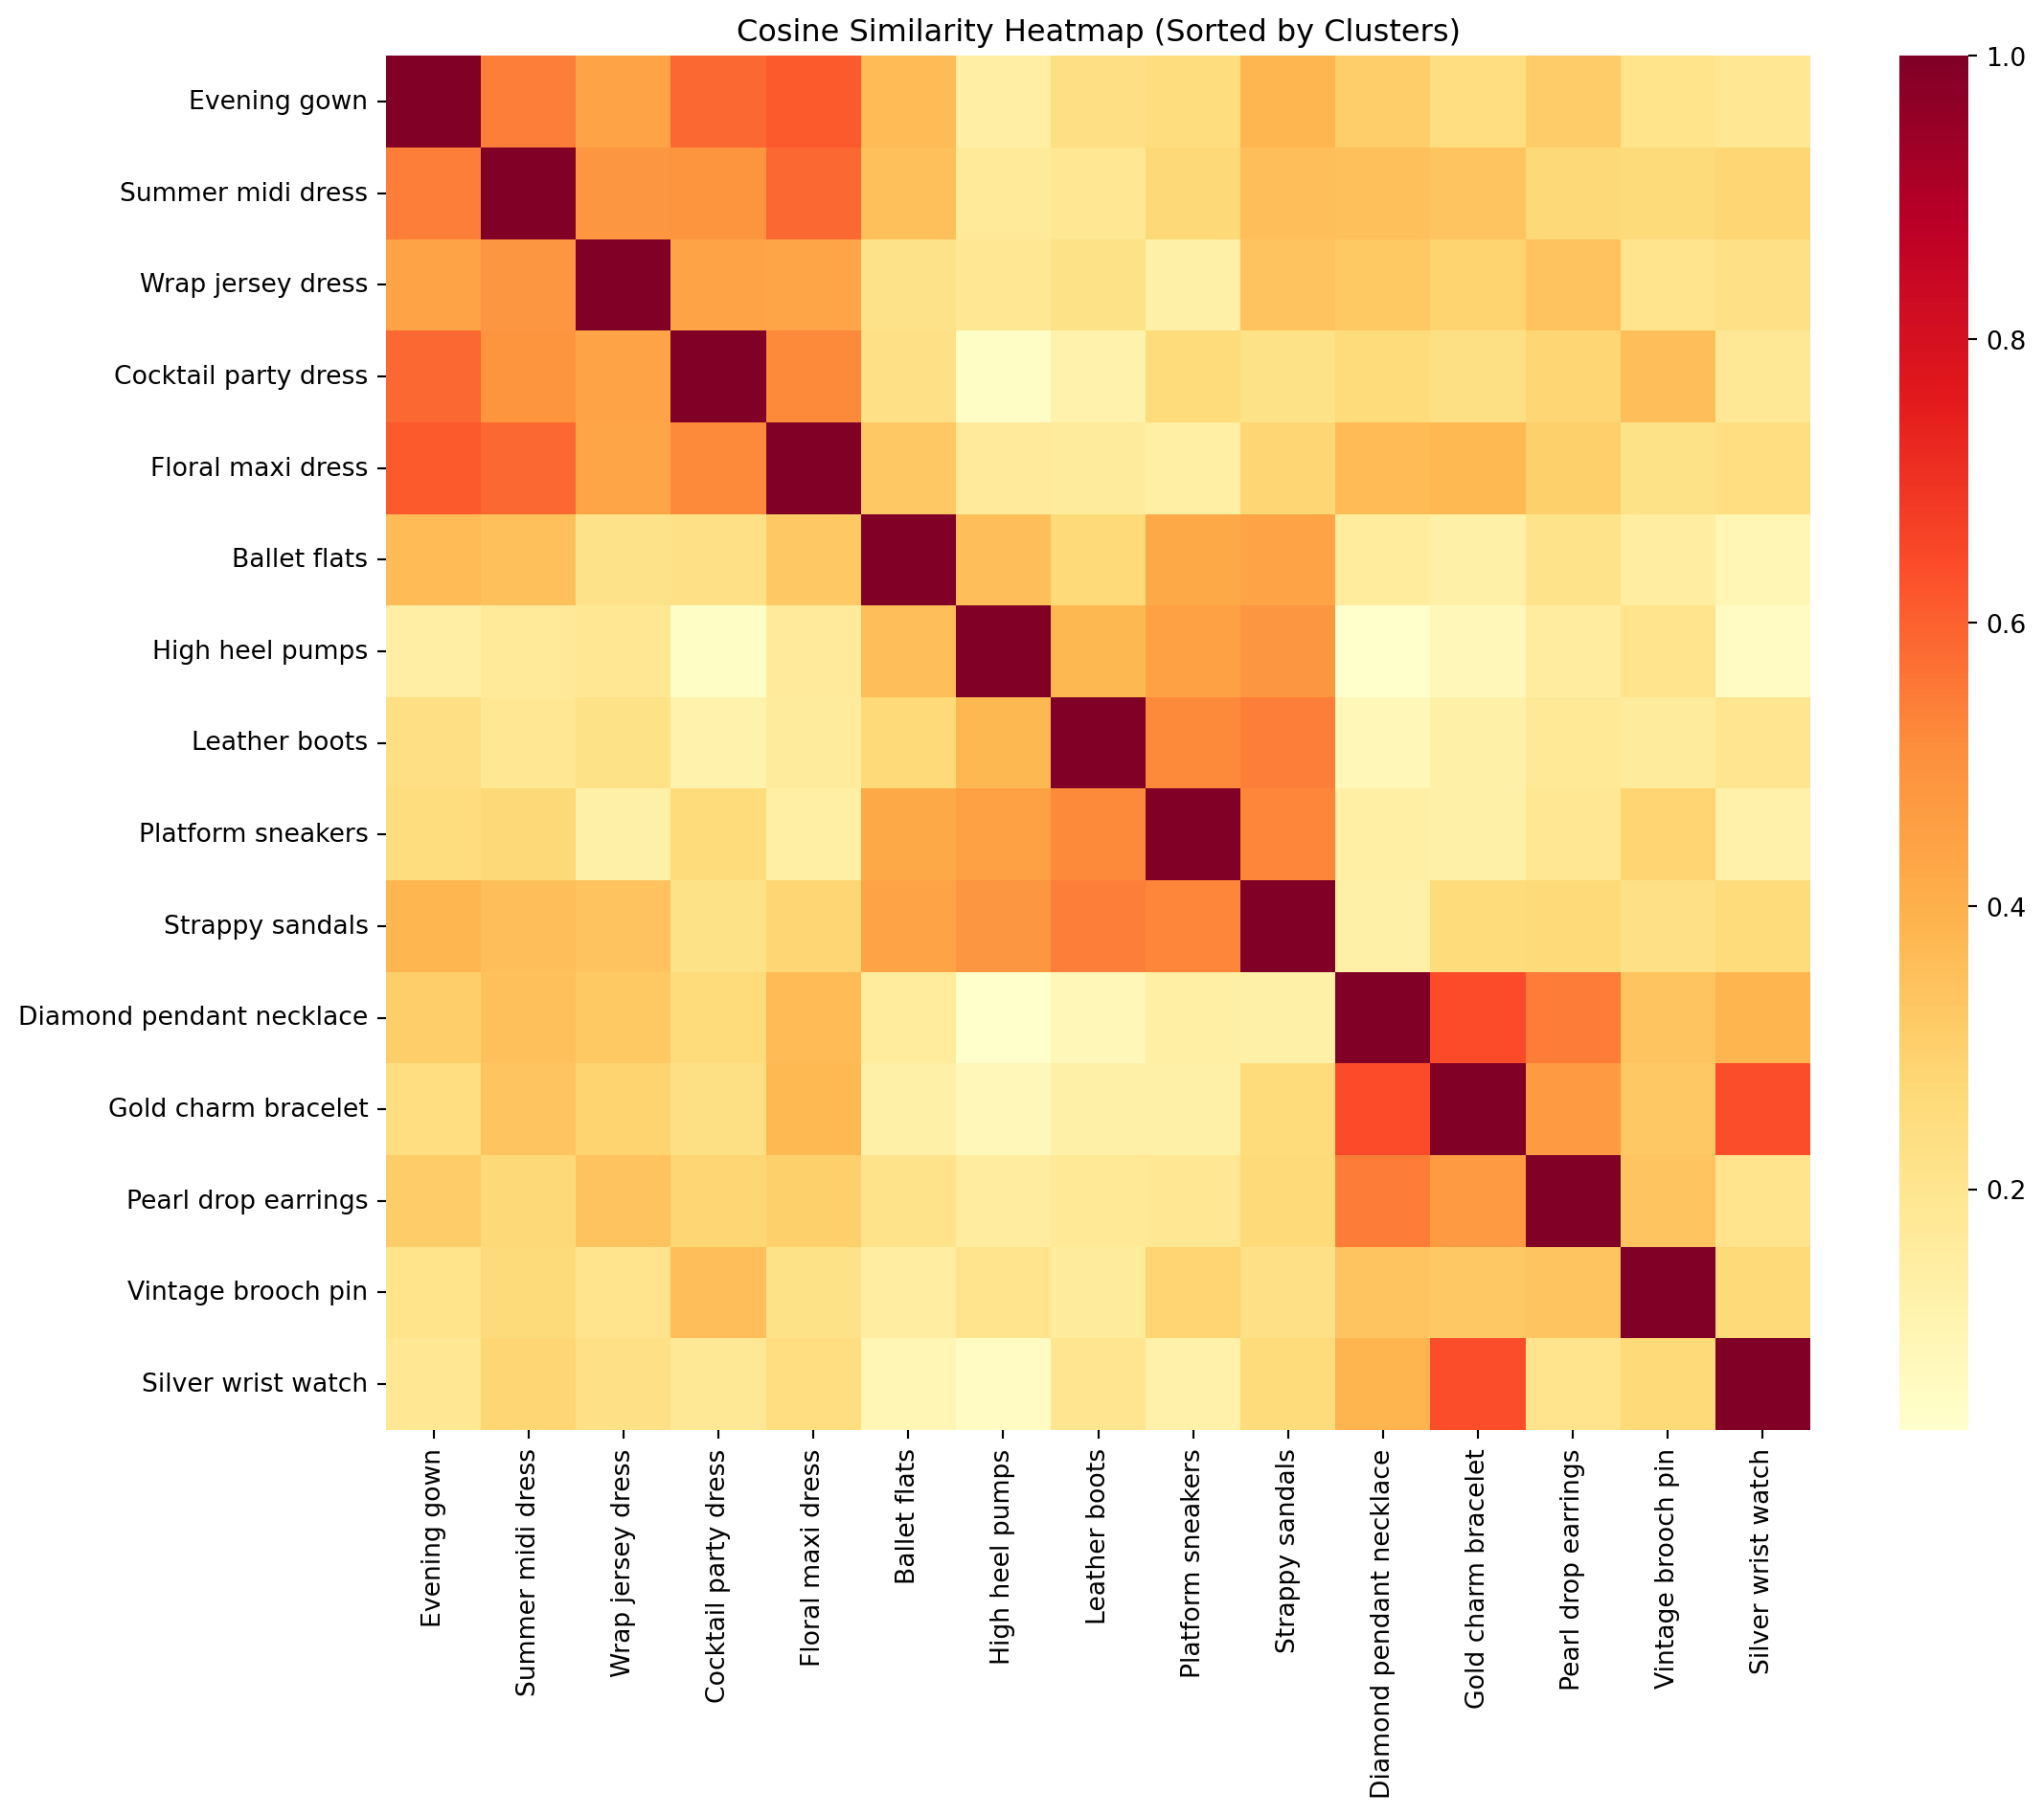 Cosine Similarity Heatmap (Sorted by Clusters)
Evening gown
Summer midi dress
Wrap jersey dress
Cocktail party dress
Floral maxi dress
Ballet flats
High heel pumps
Leather boots
Platform sneakers
Strappy sandals
Diamond pendant necklace
Gold charm bracelet
Pearl drop earrings
Vintage brooch pin
Silver wrist watch
Evening gown
Summer midi dress
Wrap jersey dress
Cocktail party dress
Floral maxi dress
Ballet flats
High heel pumps
Leather boots
Platform sneakers
Strappy sandals
Diamond pendant necklace
Gold charm bracelet
Pearl drop earrings
Vintage brooch pin
Silver wrist watch
1.0
0.8
0.6
0.4
0.2